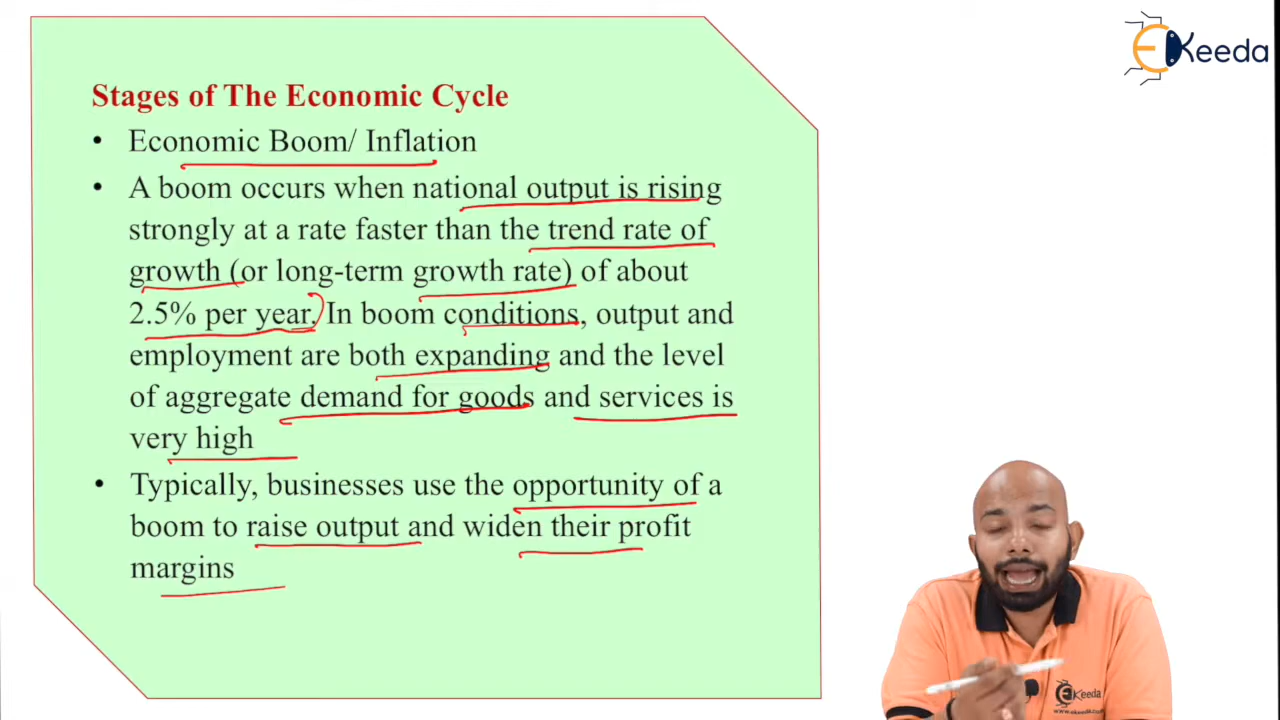 EKeeda
Stages of The Economic Cycle
• Economic Boom/ Inflation
• A boom occurs when national output is rising
strongly at a rate faster than the trend rate of
growth (or long-term growth rate) of about
2.5% per year. In boom conditions, output and
employment are both expanding and the level
of aggregate demand for goods and services is
very high
• Typically, businesses use the opportunity of a
boom to raise output and widen their profit
margins
EKeeda